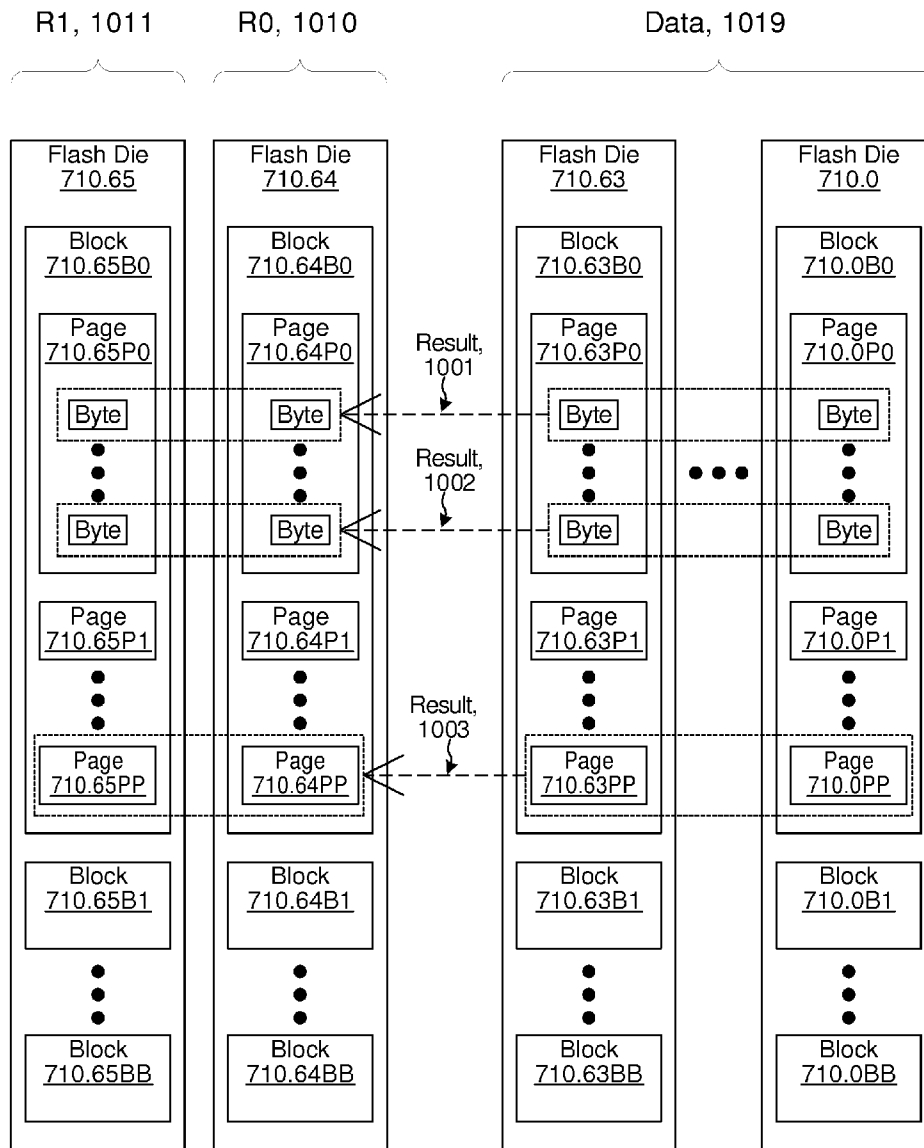 R1, 1011
R0, 1010
Data, 1019
Flash Die
710.65
Flash Die
710.64
Flash Die
710.63
Flash Die
710.0
Block
710.65B0
Block
710.64B0
Block
710.63B0
Block
710.0B0
Page
710.65P0
Page
710.64P0
Result,
1001
Page
710.63P0
Page
710.0P0
Byte
Byte
Byte
Byte
Result,
1002
Byte
Byte
Byte
Byte
Page
710.65P1
Page
710.64P1
Page
710.63P1
Page
710.0P1
Result,
1003
Page
710.65PP
Page
710.64PP
Page
710.63PP
Page
710.0PP
Block
710.65B1
Block
710.64B1
Block
710.63B1
Block
710.0B1
Block
710.65BB
Block
710.64BB
Block
710.63BB
Block
710.0BB